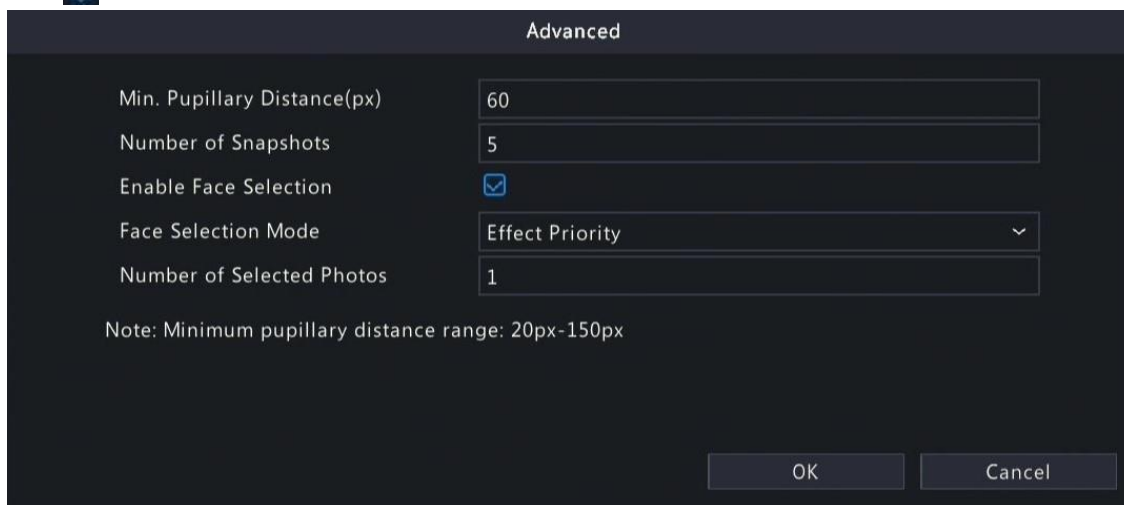 Advanced
Min. Pupillary Distance(px) 60
Number of Snapshots 5
Enable Face Selection
Face Selection Mode Effect Priority
Number of Selected Photos 1
Note: Minimum pupillary distance range: 20px-150px
OK Cancel